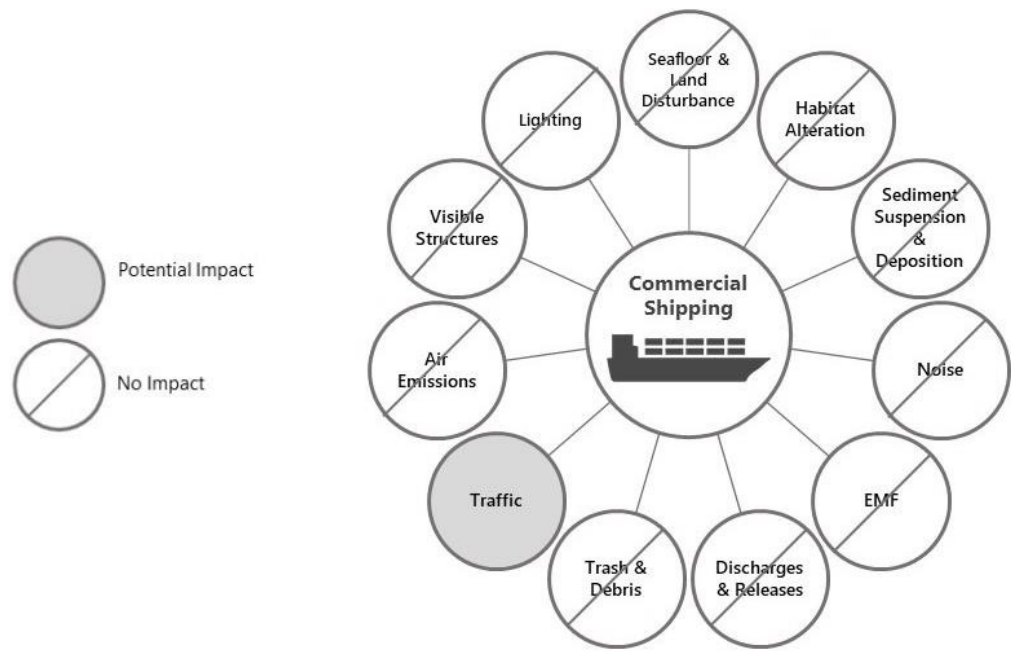 Potential Impact
No Impact
Commercial
Shipping
Seafloor &
Land
Disturbance
Habitat
Alteration
Sediment
Suspension
&
Deposition
Noise
EMF
Discharges
& Releases
Trash &
Debris
Traffic
Air
Emissions
Visible
Structures
Lighting